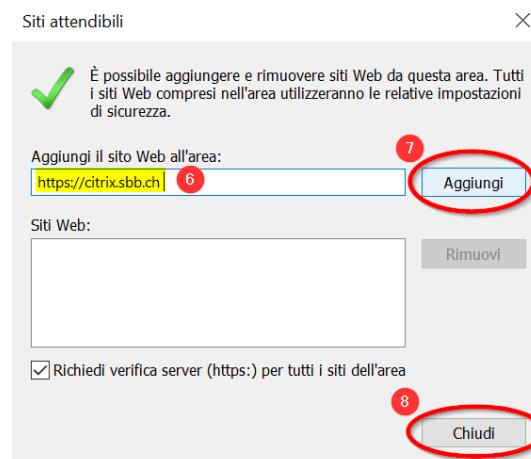 Siti attendibili
È possibile aggiungere e rimuovere siti Web da questa area. Tutti
i siti Web compresi nell'area utilizzeranno le relative impostazioni
di sicurezza.
Aggiungi il sito Web all'area:
7
https://citrix.sbb.ch 6 Aggiungi
Siti Web:
Rimuovi
Richiedi verifica server (https:) per tutti i siti dell'area
8
Chiudi